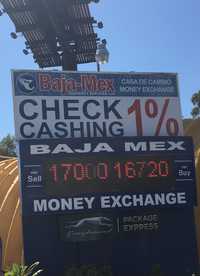 Baja-Mex
CASA DE CAMBIO
MONEY EXCHANGE
CHECK
CASHING
1%
BAJA MEX
Sell
17000 16720
Buy
MONEY EXCHANGE
PACKAGE
EXPRESS